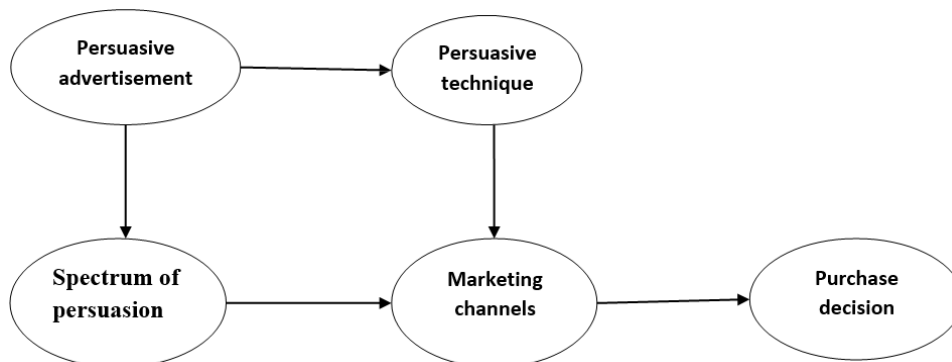 Persuasive
advertisement
Persuasive
technique
Spectrum of
persuasion
Marketing
channels
Purchase
decision